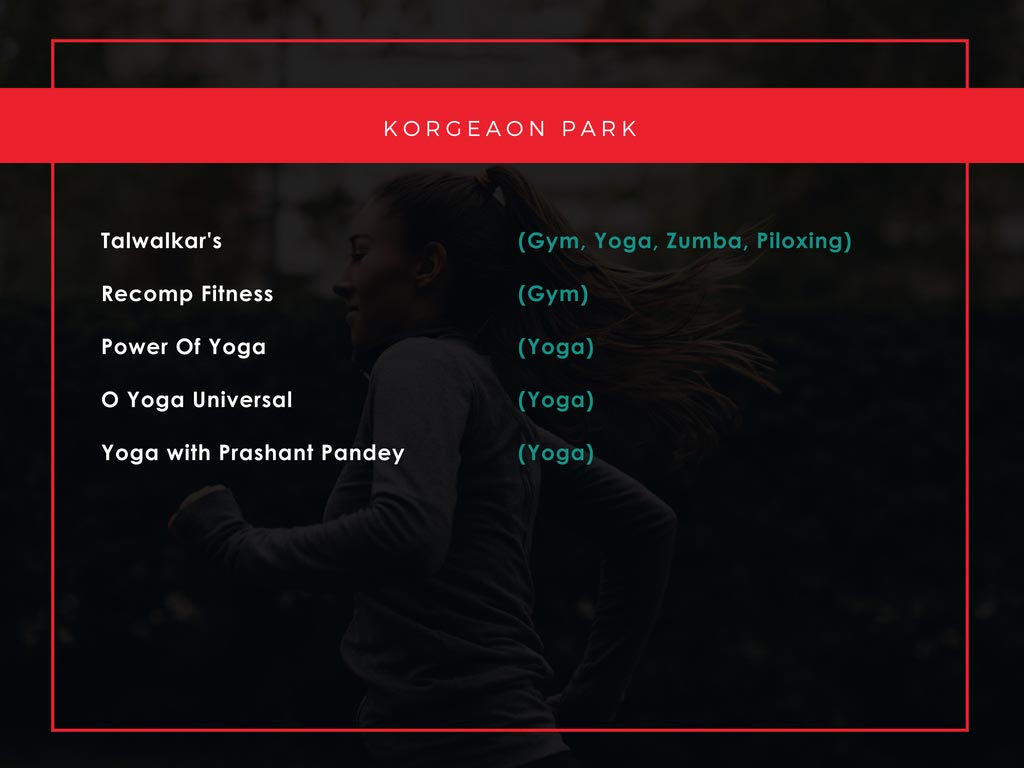 KORGEAON PARK
Talwalkar's (Gym, Yoga, Zumba, Piloxing)
Recomp Fitness (Gym)
Power Of Yoga (Yoga)
O Yoga Universal (Yoga)
Yoga with Prashant Pandey (Yoga)